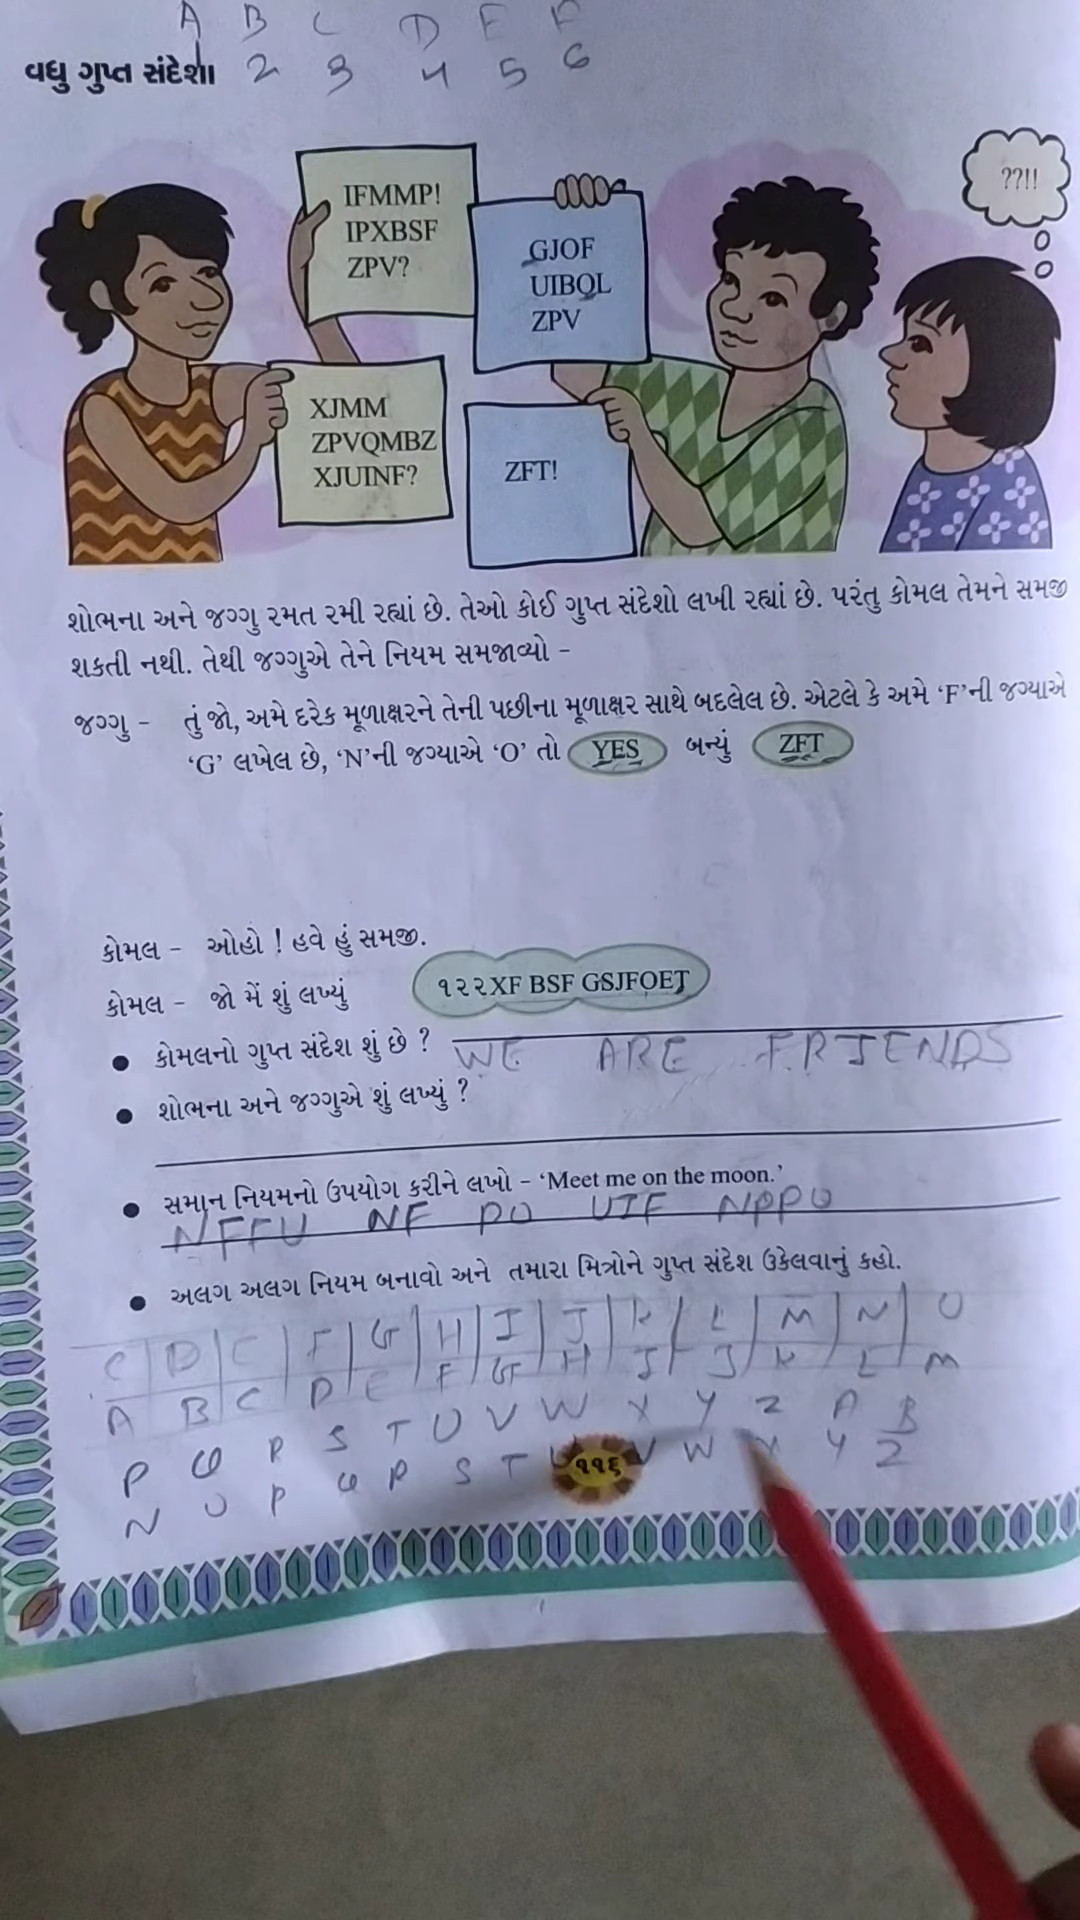 A B C D E F
વધુ ગુપ્ત સંદેશા
1 2 3 4 5 6
IFMMP!
IPXBSF
ZPV?
GJOF
UIBOL
ZPV
??!!
XJMM
ZPVQMBZ
XJUINF?
ZFT!
શોભના અને જગ્ગુ રમત રમી રહ્યાં છે. તેઓ કોઈ ગુપ્ત સંદેશો લખી રહ્યાં છે. પરંતુ કોમલ તેમને સમજી
શકતી નથી. તેથી જગ્ગુએ તેને નિયમ સમજાવ્યો –
જગ્ગુ – તું જો, અમે દરેક મૂળાક્ષરને તેની પછીના મૂળાક્ષર સાથે બદલેલ છે. એટલે કે અમે ‘F’ની જગ્યાએ
‘G’ લખેલ છે, ‘N’ની જગ્યાએ ‘O’ તો YES બન્યું ZFT
કોમલ – ઓહો ! હવે હું સમજી.
કોમલ – જો મેં શું લખ્યું ૧૨૨XF BSF GSJFOET
● કોમલનો ગુપ્ત સંદેશ શું છે ? WE ARE FRIENDS
● શોભના અને જગ્ગુએ શું લખ્યું ?
● સમાન નિયમનો ઉપયોગ કરીને લખો – ‘Meet me on the moon.’
NFFU NF PO UIF NPPO
● અલગ અલગ નિયમ બનાવો અને તમારા મિત્રોને ગુપ્ત સંદેશ ઉકેલવાનું કહો.
C D E F G H I J K L M N O
A B C D E F G H I J K L M
P Q R S T U V W X Y Z A B
N O P Q R S T U V W X Y Z
૧૧૬